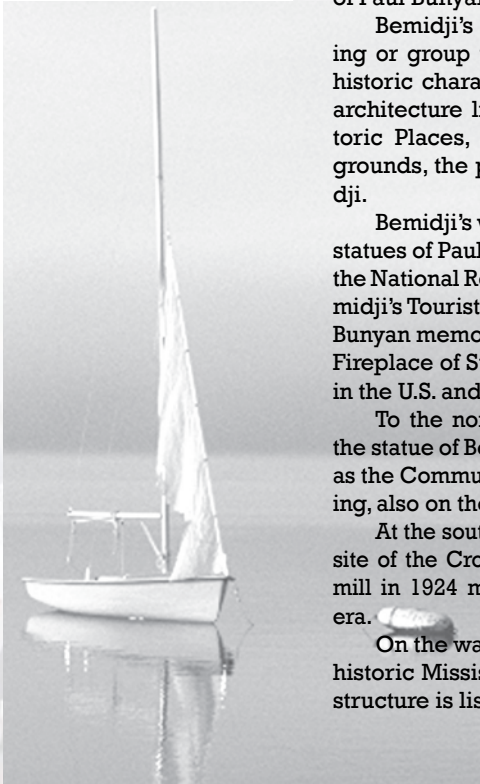 of Paul Bunyan
Bemidji's
ing or group
historic chara
architecture li
toric Places,
grounds, the p
dji.
Bemidji's v
statues of Paul
the National Re
midji's Tourist
Bunyan memo
Fireplace of S
in the U.S. and
To the nor
the statue of Be
as the Commu
ing, also on the
At the sout
site of the Cro
mill in 1924 m
era.
On the wa
historic Missis
structure is lis